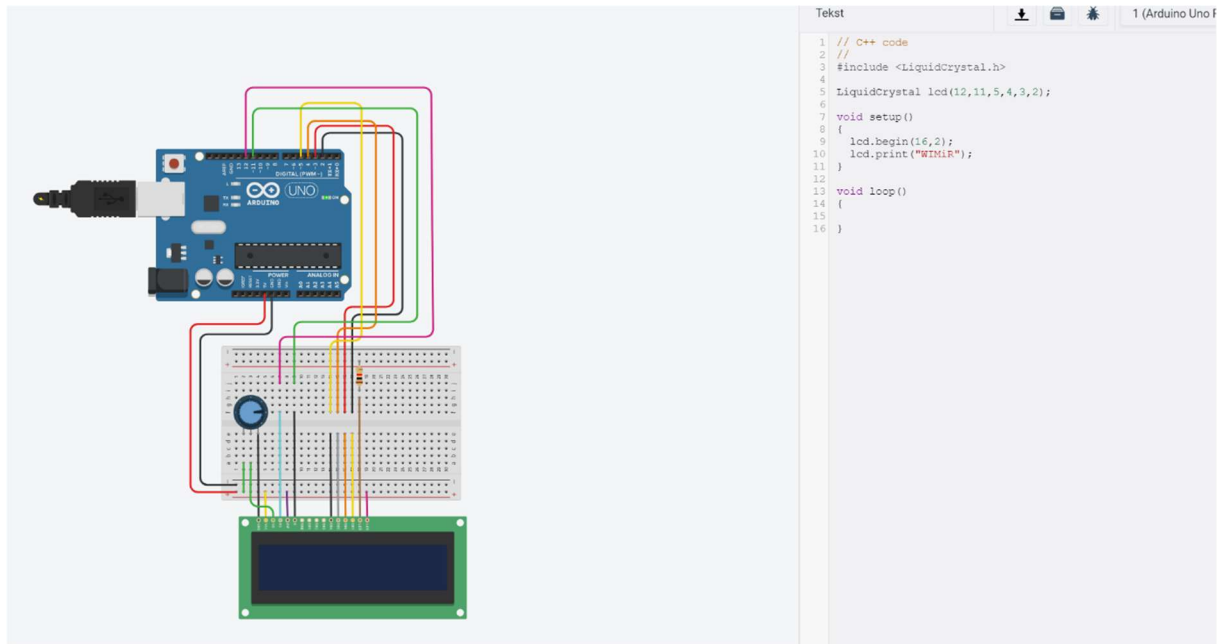 Tekst
1 (Arduino Uno
1 // C++ code
2 //
3 #include <LiquidCrystal.h>
4
5 LiquidCrystal lcd(12,11,5,4,3,2);
6
7 void setup()
8 {
9 lcd.begin(16,2);
10 lcd.print("WIMiR");
11 }
12
13 void loop()
14 {
15
16 }
DIGITAL (PWM~)
UNO
ARDUINO
POWER
ANALOG IN